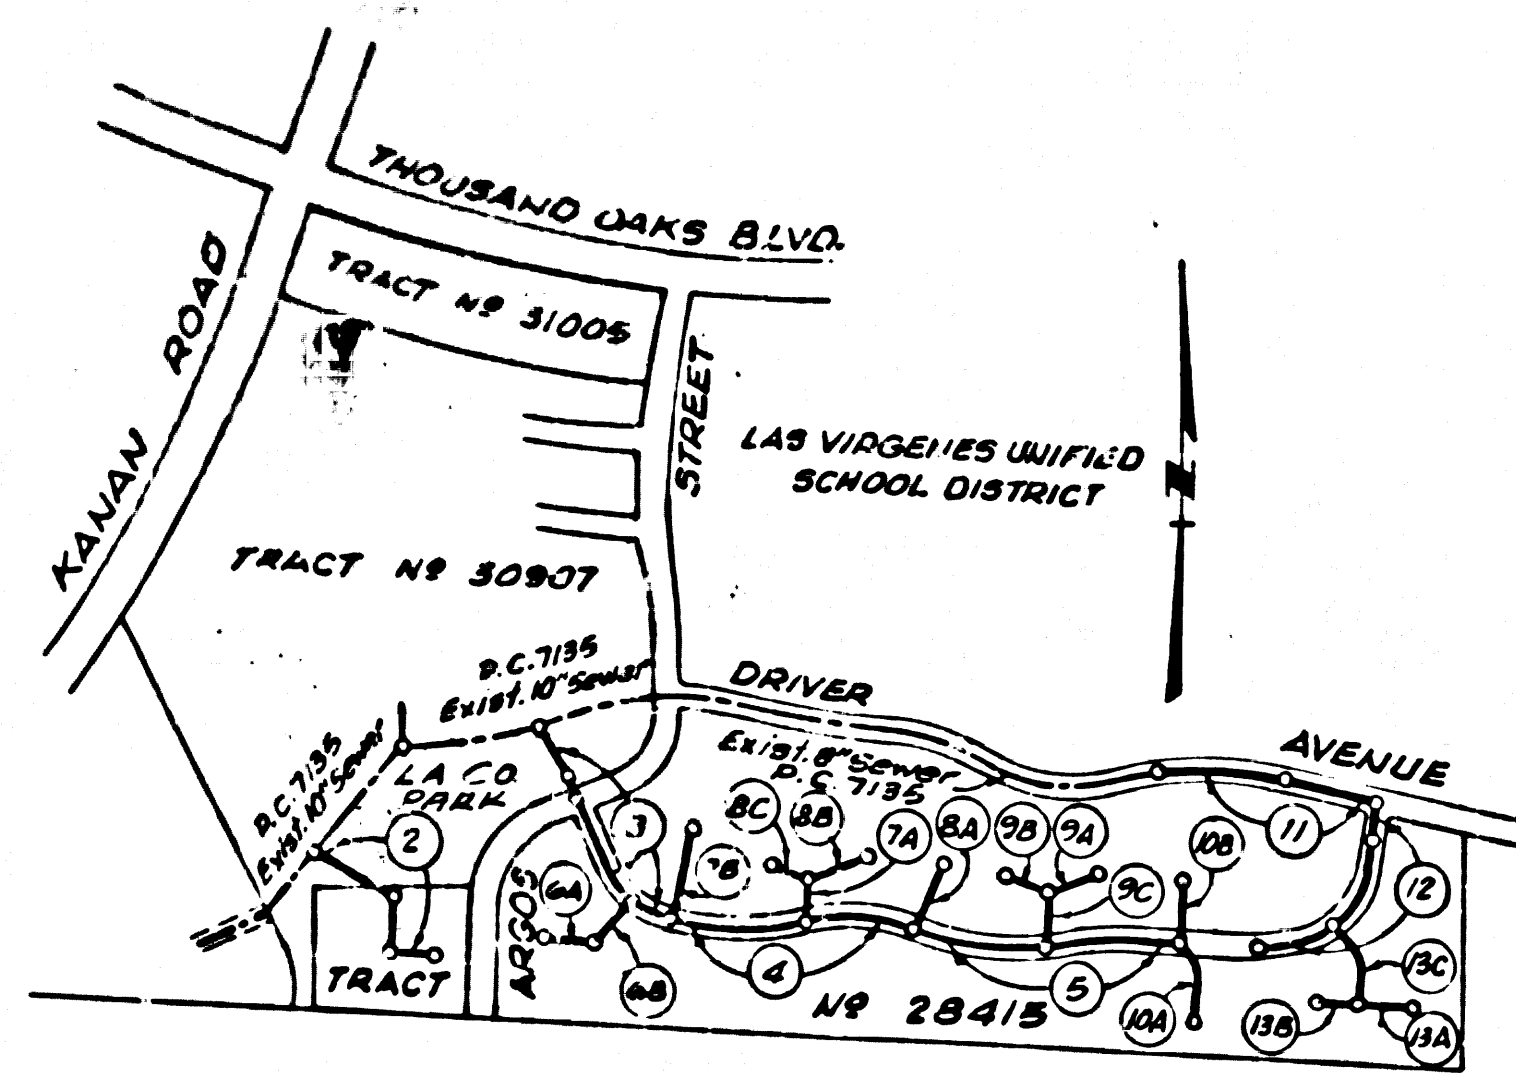 THOUSAND OAKS BLVD.
KANAN ROAD
TRACT Nº 31005
STREET
LAS VIRGENES UNIFIED
SCHOOL DISTRICT
N
TRACT Nº 30907
P.C. 7135
Exist. 10" Sewer
DRIVER AVENUE
P.C. 7135
Exist. 10" Sewer
LA CO.
PARK
Exist. 8" Sewer
P.C. 7135
2
3
8C
8B
7A
8A
9B
9A
10B
11
7B
6A
9C
12
ARGOS
4
5
6B
10A
13C
13B
13A
TRACT Nº 28415